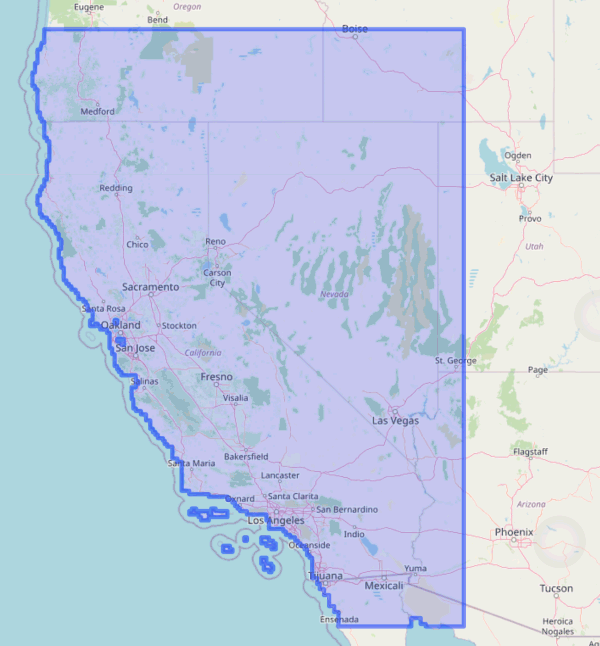 Eugene
Oregon
Bend
Boise
Medford
Ogden
Salt Lake City
Redding
Provo
Chico
Reno
Utah
Carson
City
Sacramento
Nevada
Santa Rosa
Oakland
Stockton
San Jose
California
St. George
Page
Salinas
Fresno
Visalia
Las Vegas
Bakersfield
Flagstaff
Santa Maria
Lancaster
Oxnard
Santa Clarita
San Bernardino
Arizona
Los Angeles
Phoenix
Indio
Oceanside
Yuma
Tijuana
Mexicali
Tucson
Ensenada
Heroica
Nogales